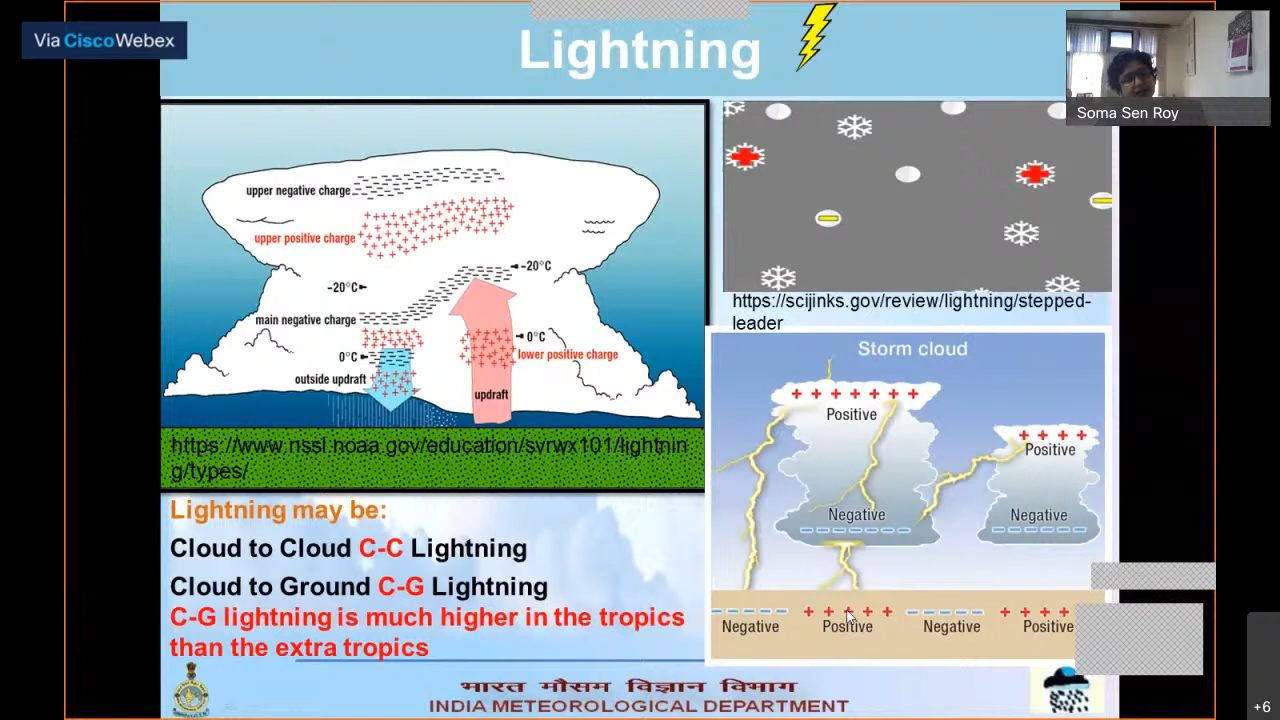 Via CiscoWebex
Lightning
Soma Sen Roy
upper negative charge
upper positive charge
-20°C
-20°C
main negative charge
0°C
0°C
lower positive charge
outside updraft
updraft
https://www.nssl.noaa.gov/education/svrwx101/lightnin
g/types/
https://scijinks.gov/review/lightning/stepped-
leader
Storm cloud
Positive
Positive
Negative
Negative
Negative
Positive
Negative
Positive
Lightning may be:
Cloud to Cloud C-C Lightning
Cloud to Ground C-G Lightning
C-G lightning is much higher in the tropics
than the extra tropics
भारत मौसम विज्ञान विभाग
INDIA METEOROLOGICAL DEPARTMENT
+6